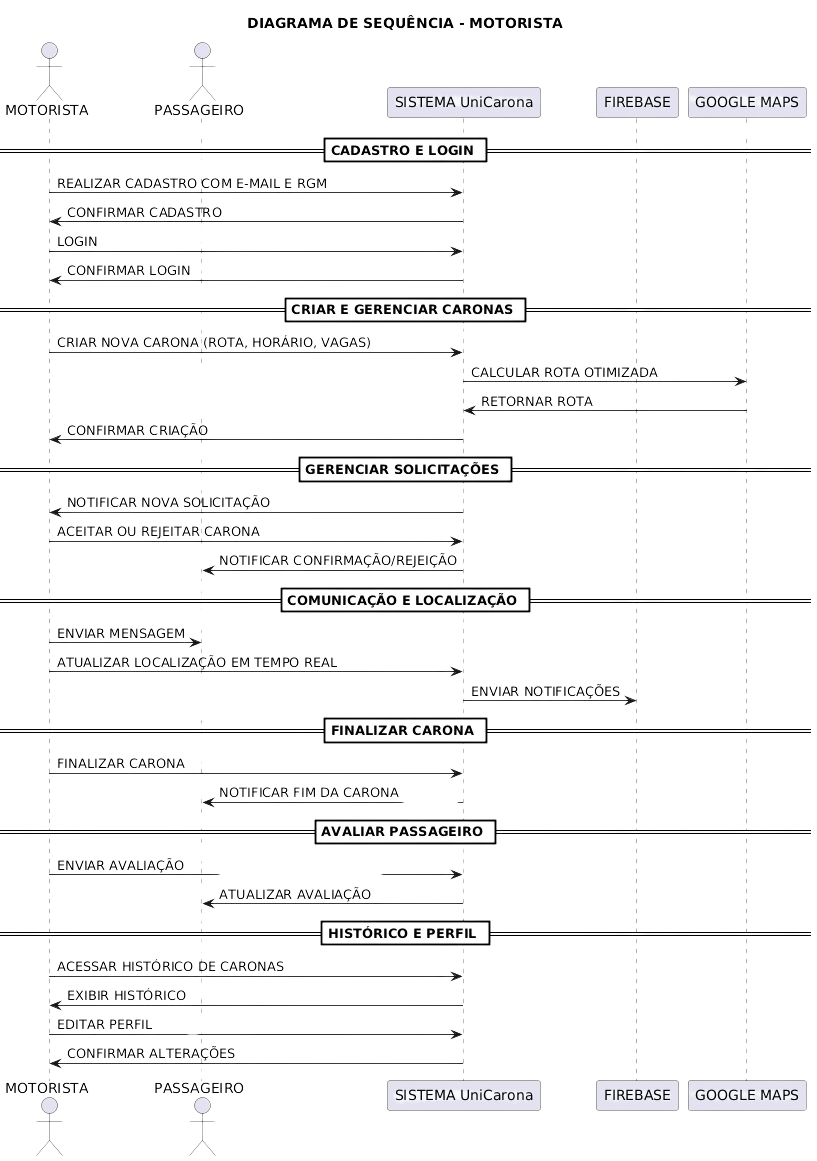 DIAGRAMA DE SEQUÊNCIA - MOTORISTA
MOTORISTA
PASSAGEIRO
SISTEMA UniCarona
FIREBASE
GOOGLE MAPS
CADASTRO E LOGIN
REALIZAR CADASTRO COM E-MAIL E RGM
CONFIRMAR CADASTRO
LOGIN
CONFIRMAR LOGIN
CRIAR E GERENCIAR CARONAS
CRIAR NOVA CARONA (ROTA, HORÁRIO, VAGAS)
CALCULAR ROTA OTIMIZADA
RETORNAR ROTA
CONFIRMAR CRIAÇÃO
GERENCIAR SOLICITAÇÕES
NOTIFICAR NOVA SOLICITAÇÃO
ACEITAR OU REJEITAR CARONA
NOTIFICAR CONFIRMAÇÃO/REJEIÇÃO
COMUNICAÇÃO E LOCALIZAÇÃO
ENVIAR MENSAGEM
ATUALIZAR LOCALIZAÇÃO EM TEMPO REAL
ENVIAR NOTIFICAÇÕES
FINALIZAR CARONA
FINALIZAR CARONA
NOTIFICAR FIM DA CARONA
AVALIAR PASSAGEIRO
ENVIAR AVALIAÇÃO
ATUALIZAR AVALIAÇÃO
HISTÓRICO E PERFIL
ACESSAR HISTÓRICO DE CARONAS
EXIBIR HISTÓRICO
EDITAR PERFIL
CONFIRMAR ALTERAÇÕES
MOTORISTA
PASSAGEIRO
SISTEMA UniCarona
FIREBASE
GOOGLE MAPS